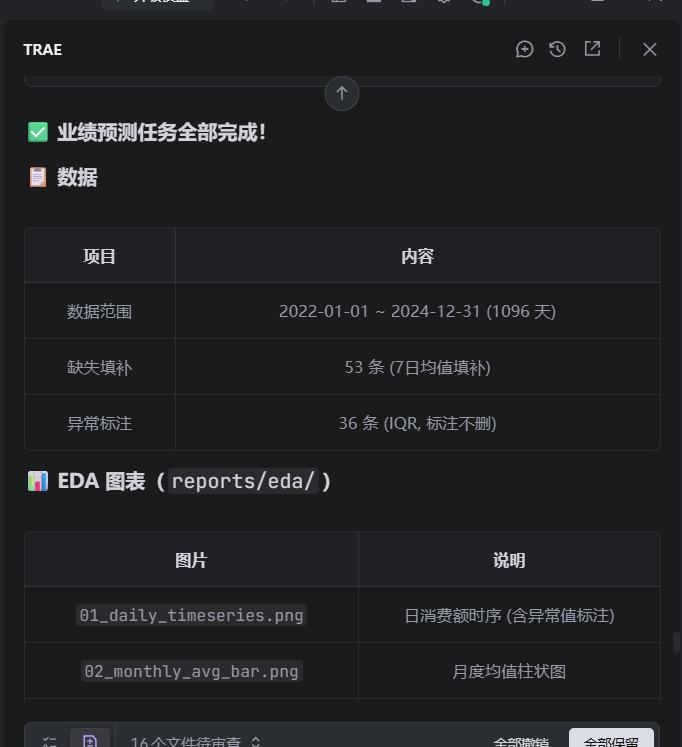 TRAE
业绩预测任务全部完成！
数据
项目 内容
数据范围 2022-01-01 ~ 2024-12-31 (1096 天)
缺失填补 53 条 (7日均值填补)
异常标注 36 条 (IQR, 标注不删)
EDA 图表（reports/eda/）
图片 说明
01_daily_timeseries.png 日消费额时序 (含异常值标注)
02_monthly_avg_bar.png 月度均值柱状图
16 个文件待审查 全部撤销 全部保留